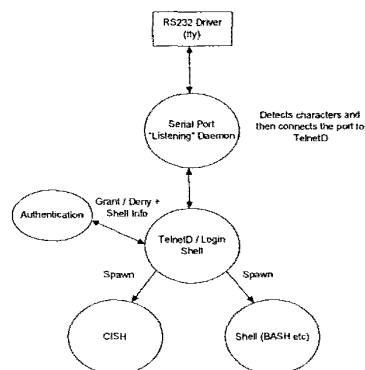 RS232 Driver
(tty)
Serial Port
"Listening" Daemon
Detects characters and
then connects the port to
TelnetD
Grant / Deny +
Shell Info
Authentication
TelnetD / Login
Shell
Spawn
Spawn
CISH
Shell (BASH etc)